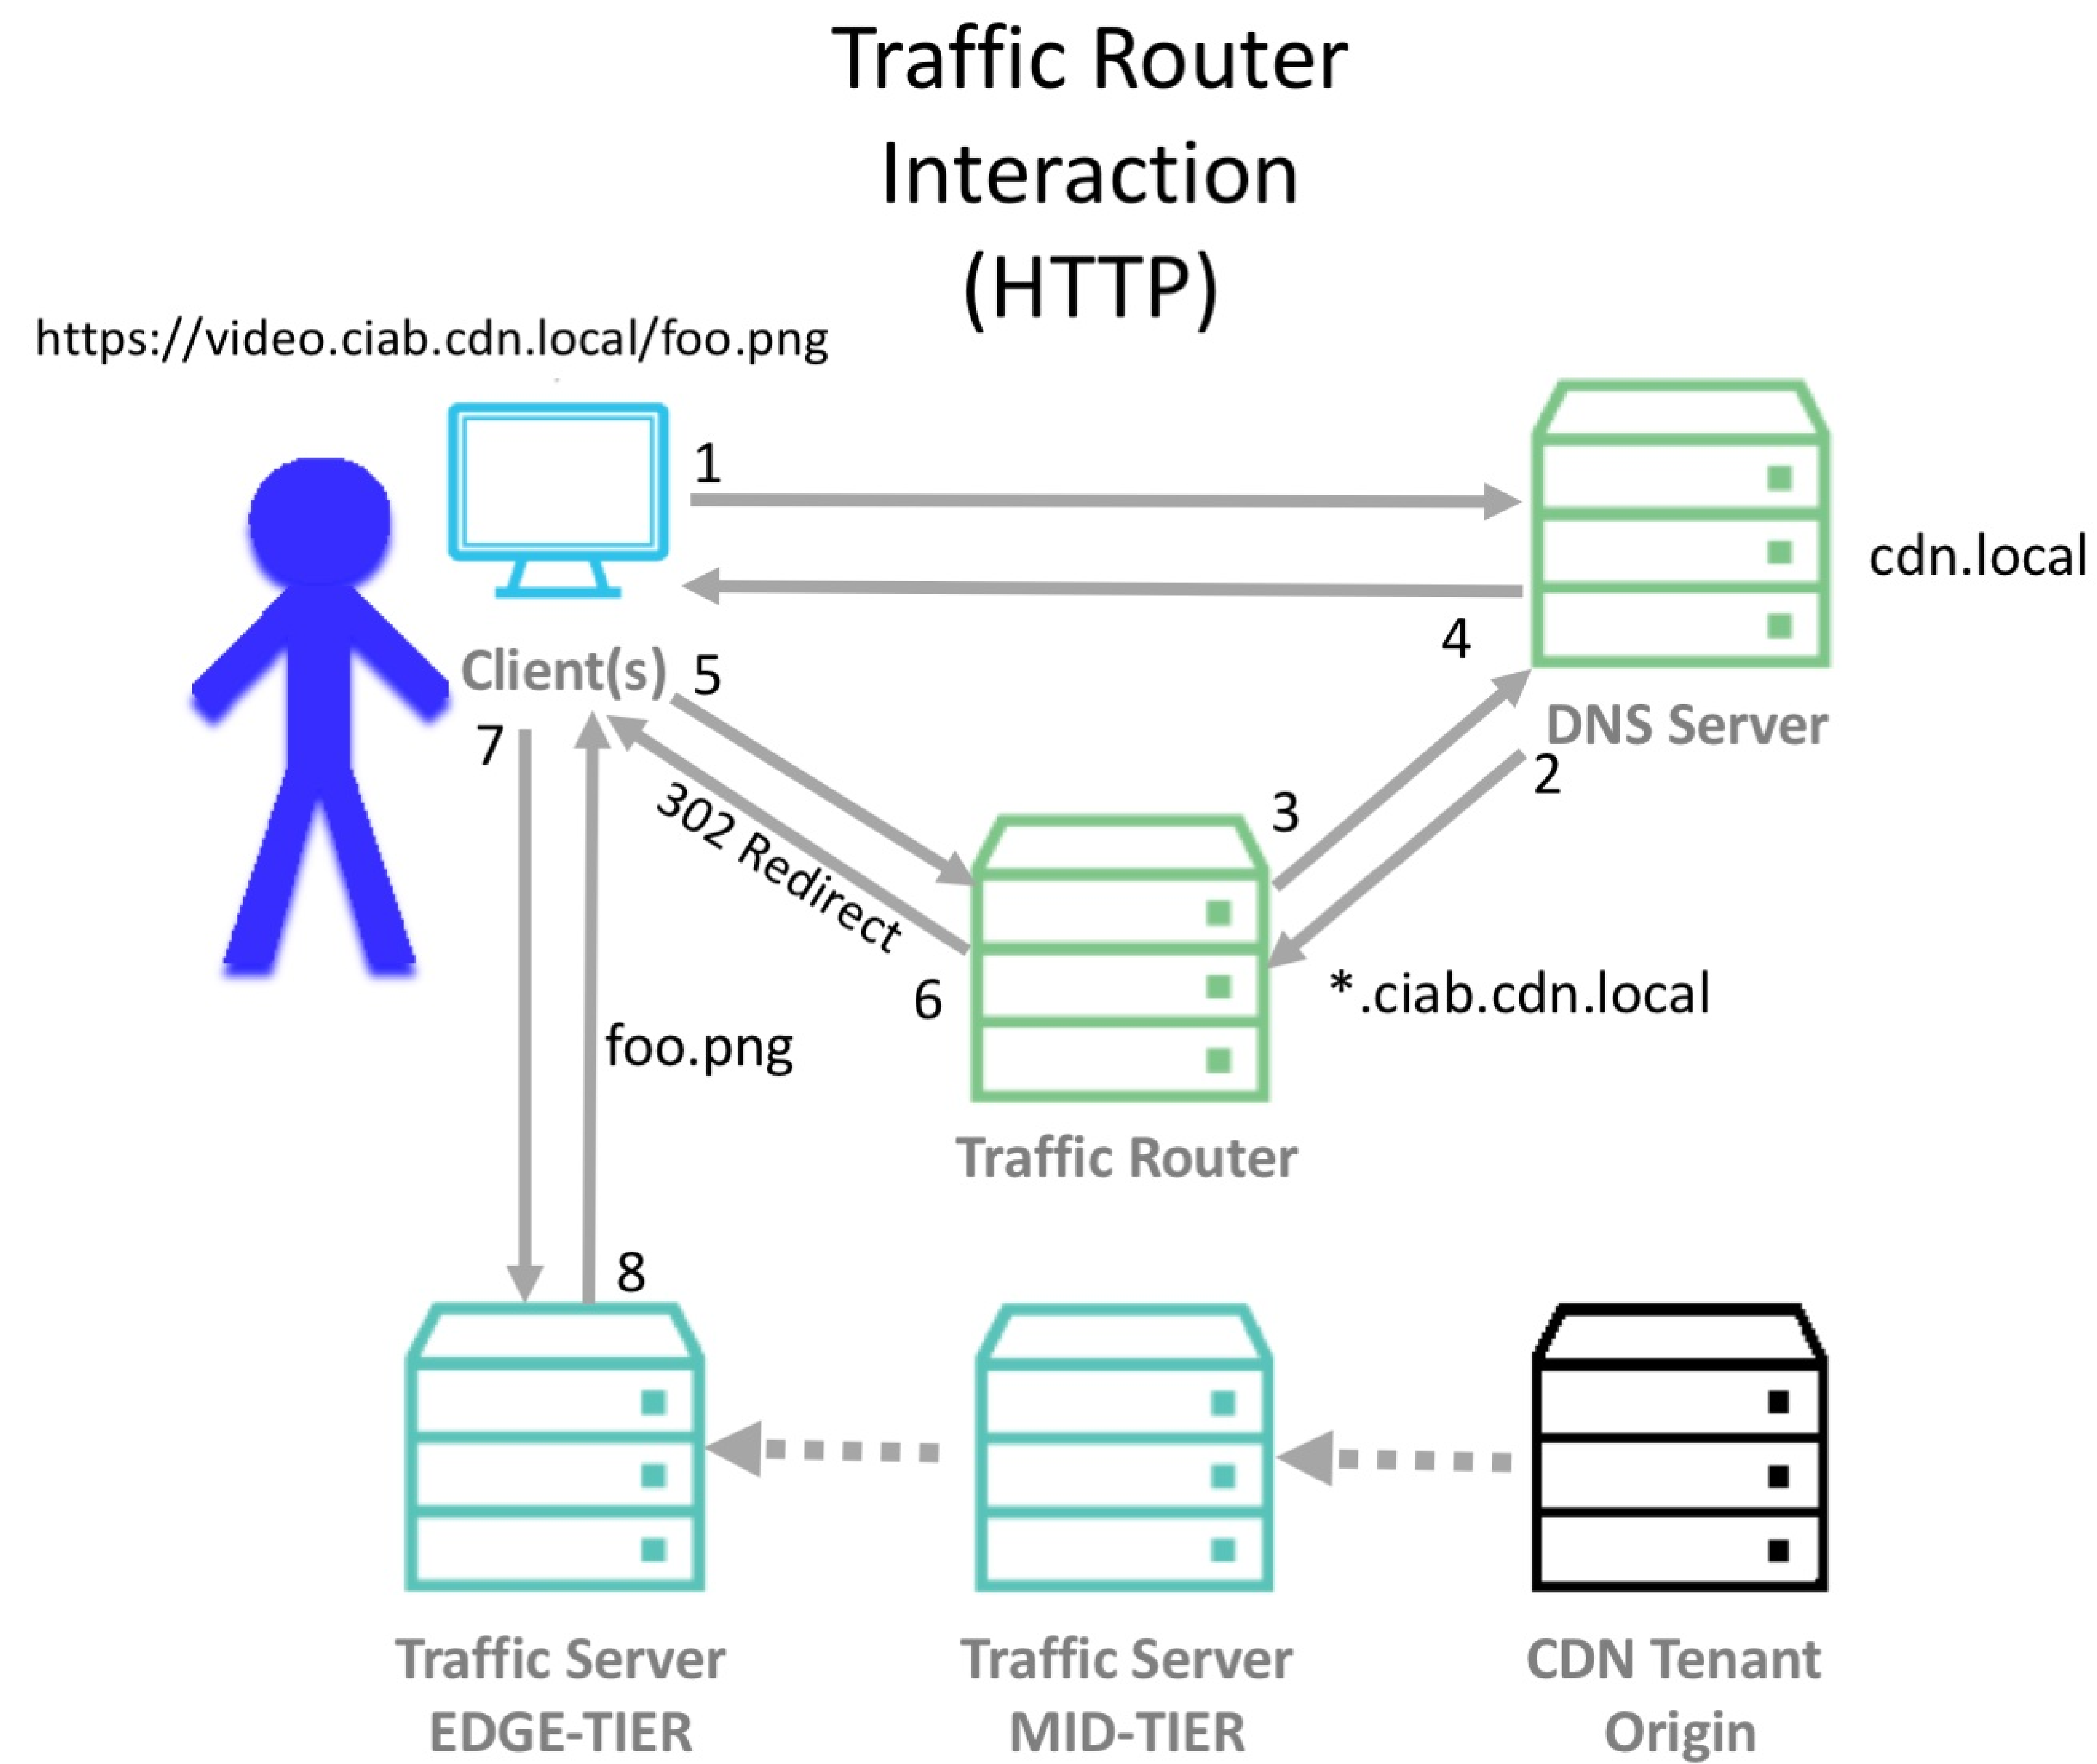 Traffic Router
Interaction
(HTTP)
https://video.ciab.cdn.local/foo.png
1
cdn.local
4
Client(s)
5
DNS Server
7
2
302 Redirect
3
*.ciab.cdn.local
6
foo.png
Traffic Router
8
Traffic Server
EDGE-TIER
Traffic Server
MID-TIER
CDN Tenant
Origin